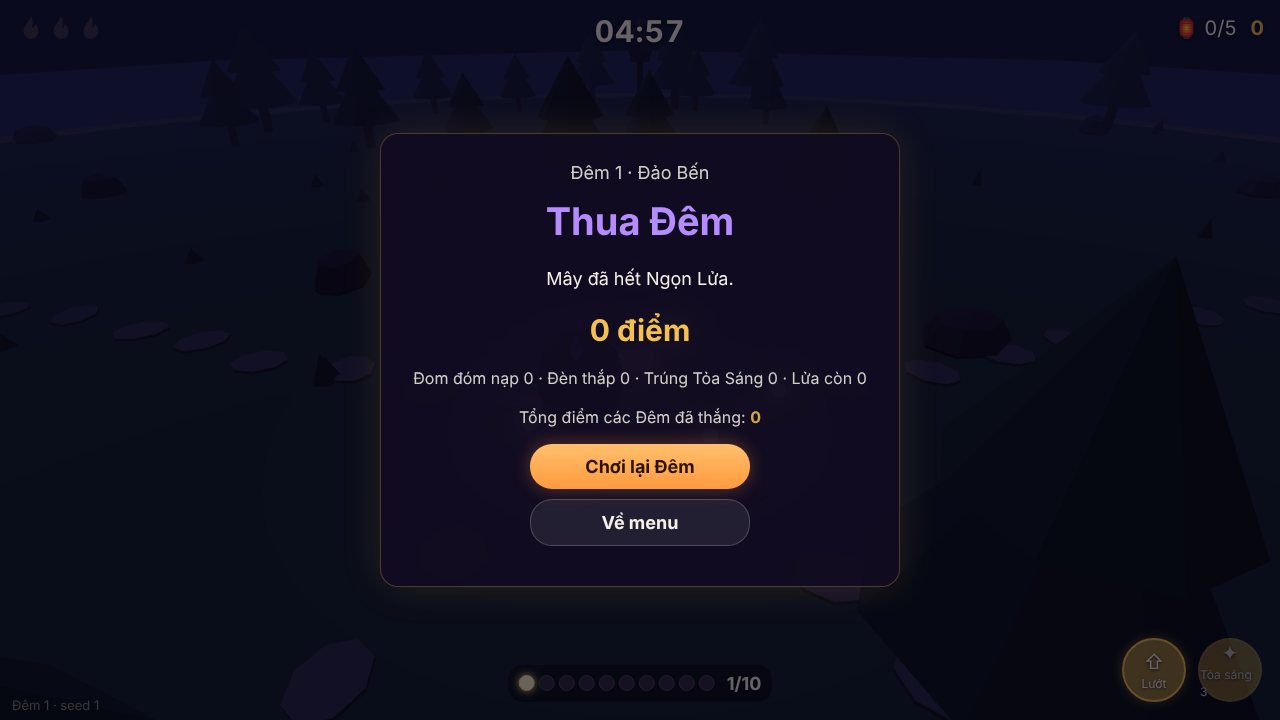 04:57
0/5 0
Đêm 1 · Đảo Bến
Thua Đêm
Mây đã hết Ngọn Lửa.
0 điểm
Đom đóm nạp 0 · Đèn thắp 0 · Trúng Tỏa Sáng 0 · Lửa còn 0
Tổng điểm các Đêm đã thắng: 0
Chơi lại Đêm
Về menu
Lướt
Tỏa sáng
3
1/10
Đêm 1 · seed 1